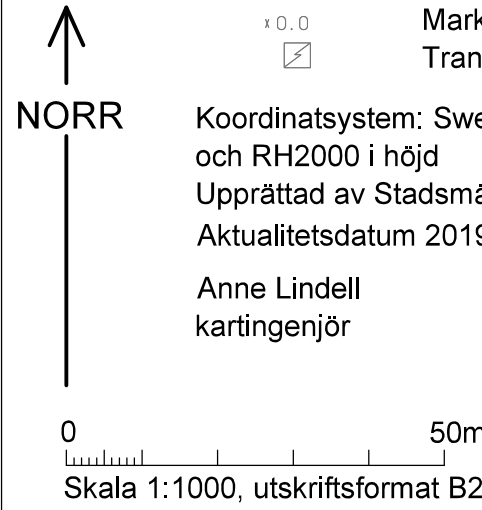 x 0.0 Mark
Tran
NORR
Koordinatsystem: Swe
och RH2000 i höjd
Upprättad av Stadsmä
Aktualitetsdatum 2019
Anne Lindell
kartingenjör
0 50m
Skala 1:1000, utskriftsformat B2